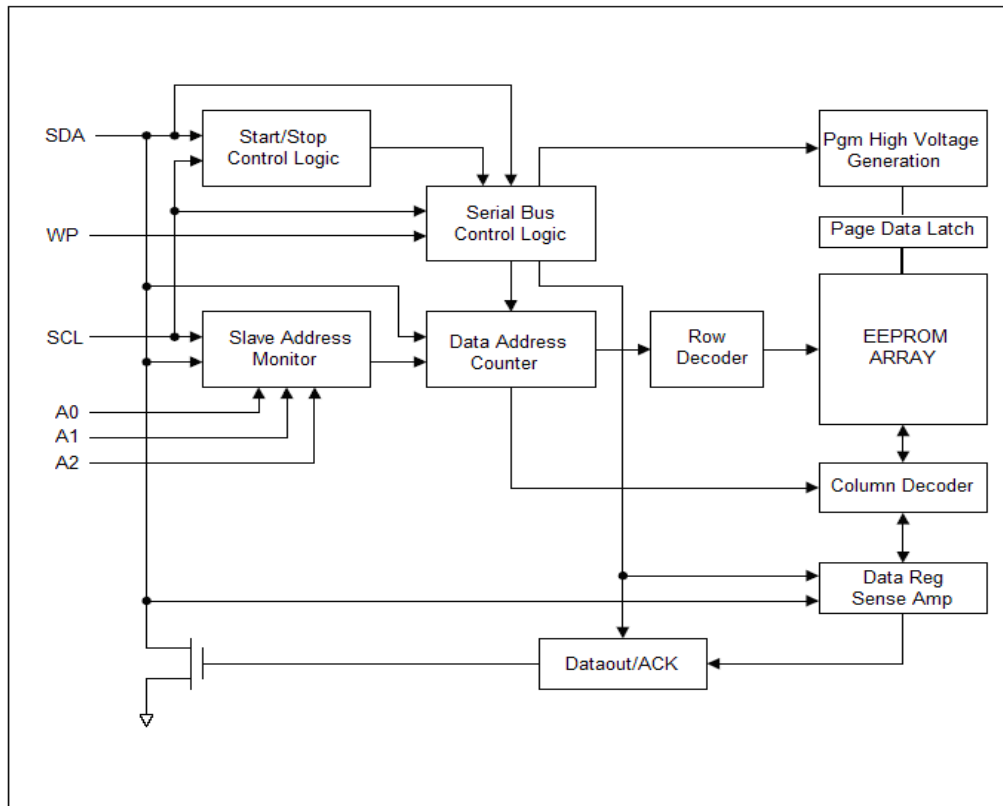 SDA
Start/Stop
Control Logic
Pgm High Voltage
Generation
WP
Serial Bus
Control Logic
Page Data Latch
SCL
Slave Address
Monitor
Data Address
Counter
Row
Decoder
EEPROM
ARRAY
A0
A1
A2
Column Decoder
Data Reg
Sense Amp
Dataout/ACK